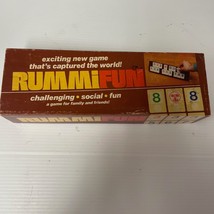 exciting new game
that's captured the world!
RUMMiFUN
challenging • social • fun
a game for family and friends!
8 8